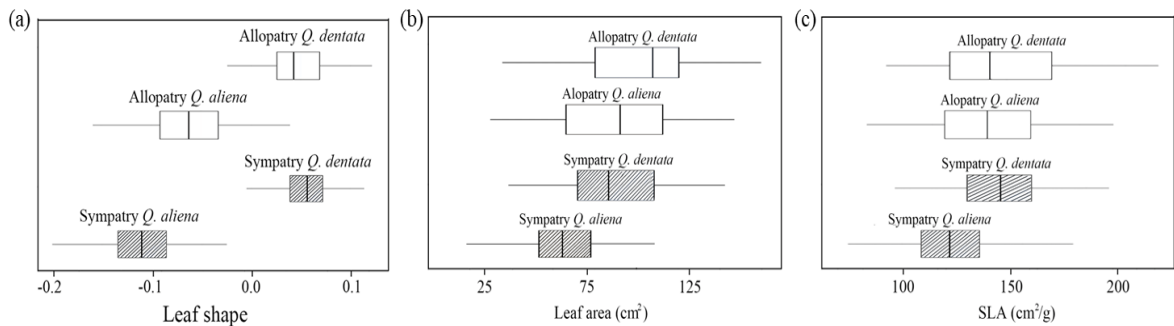 (a)
Allopatry Q. dentata
Allopatry Q. aliena
Sympatry Q. dentata
Sympatry Q. aliena
-0.2 -0.1 0.0 0.1
Leaf shape
(b)
Allopatry Q. dentata
Alopatry Q. aliena
Sympatry Q. dentata
Sympatry Q. aliena
25 75 125
Leaf area (cm²)
(c)
Allopatry Q. dentata
Alopatry Q. aliena
Sympatry Q. dentata
Sympatry Q. aliena
100 150 200
SLA (cm²/g)